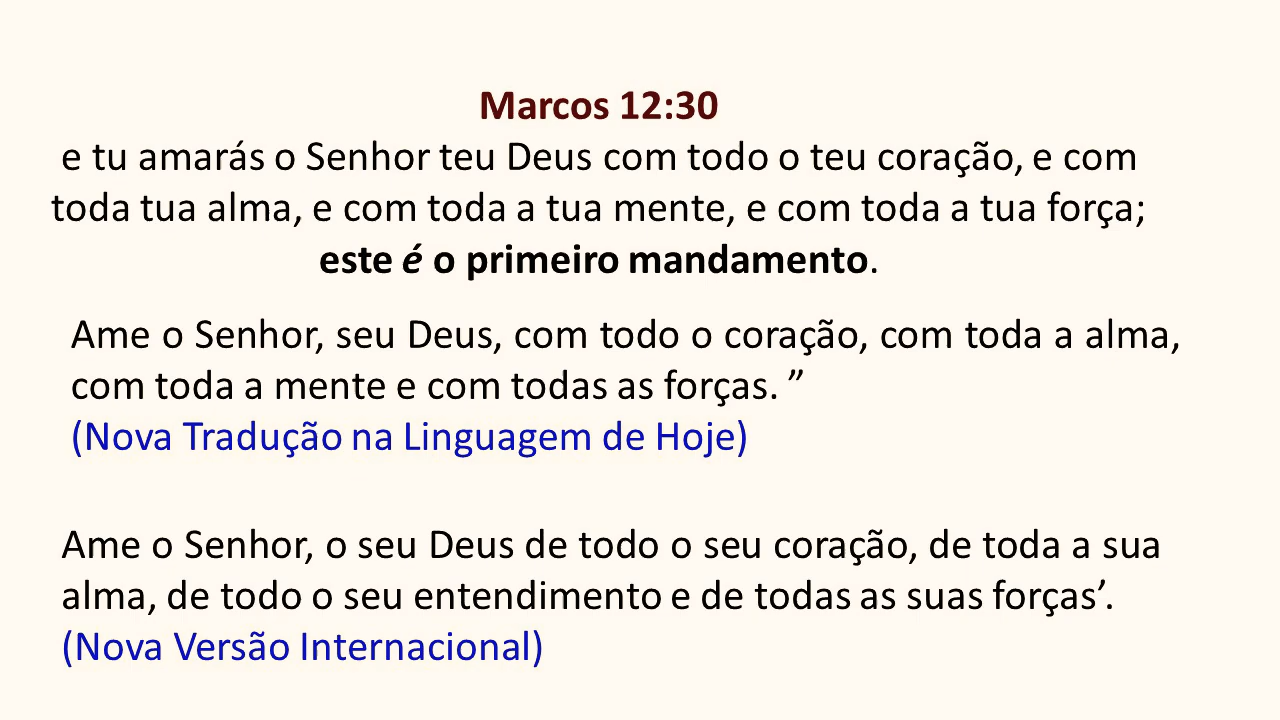 Marcos 12:30
e tu amarás o Senhor teu Deus com todo o teu coração, e com
toda tua alma, e com toda a tua mente, e com toda a tua força;
este é o primeiro mandamento.
Ame o Senhor, seu Deus, com todo o coração, com toda a alma,
com toda a mente e com todas as forças. ”
(Nova Tradução na Linguagem de Hoje)
Ame o Senhor, o seu Deus de todo o seu coração, de toda a sua
alma, de todo o seu entendimento e de todas as suas forças’.
(Nova Versão Internacional)